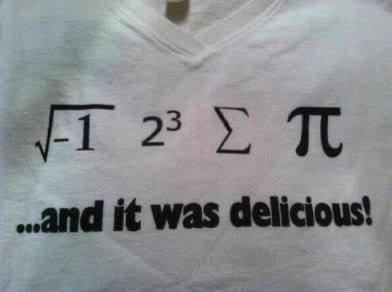 √-1 2³ ∑ π
...and it was delicious!